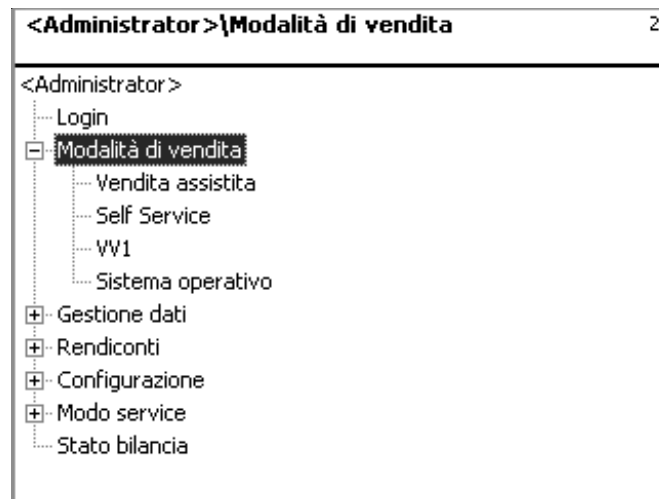 <Administrator>\Modalità di vendita 2
<Administrator>
Login
Modalità di vendita
Vendita assistita
Self Service
VV1
Sistema operativo
Gestione dati
Rendiconti
Configurazione
Modo service
Stato bilancia